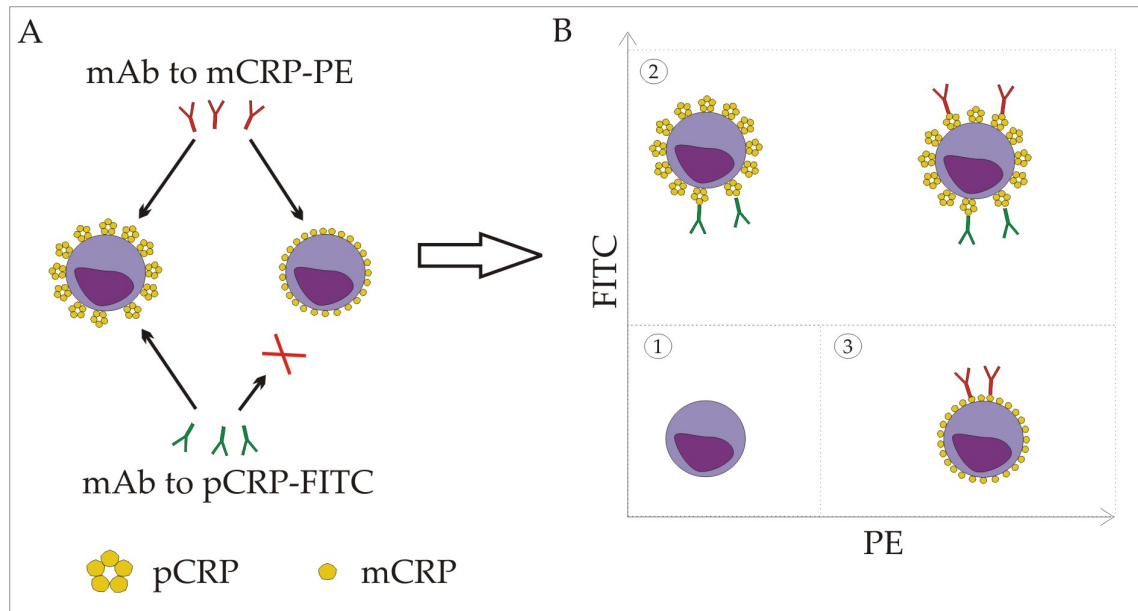 A
mAb to mCRP-PE
mAb to pCRP-FITC
pCRP
mCRP
B
FITC
2
1
3
PE